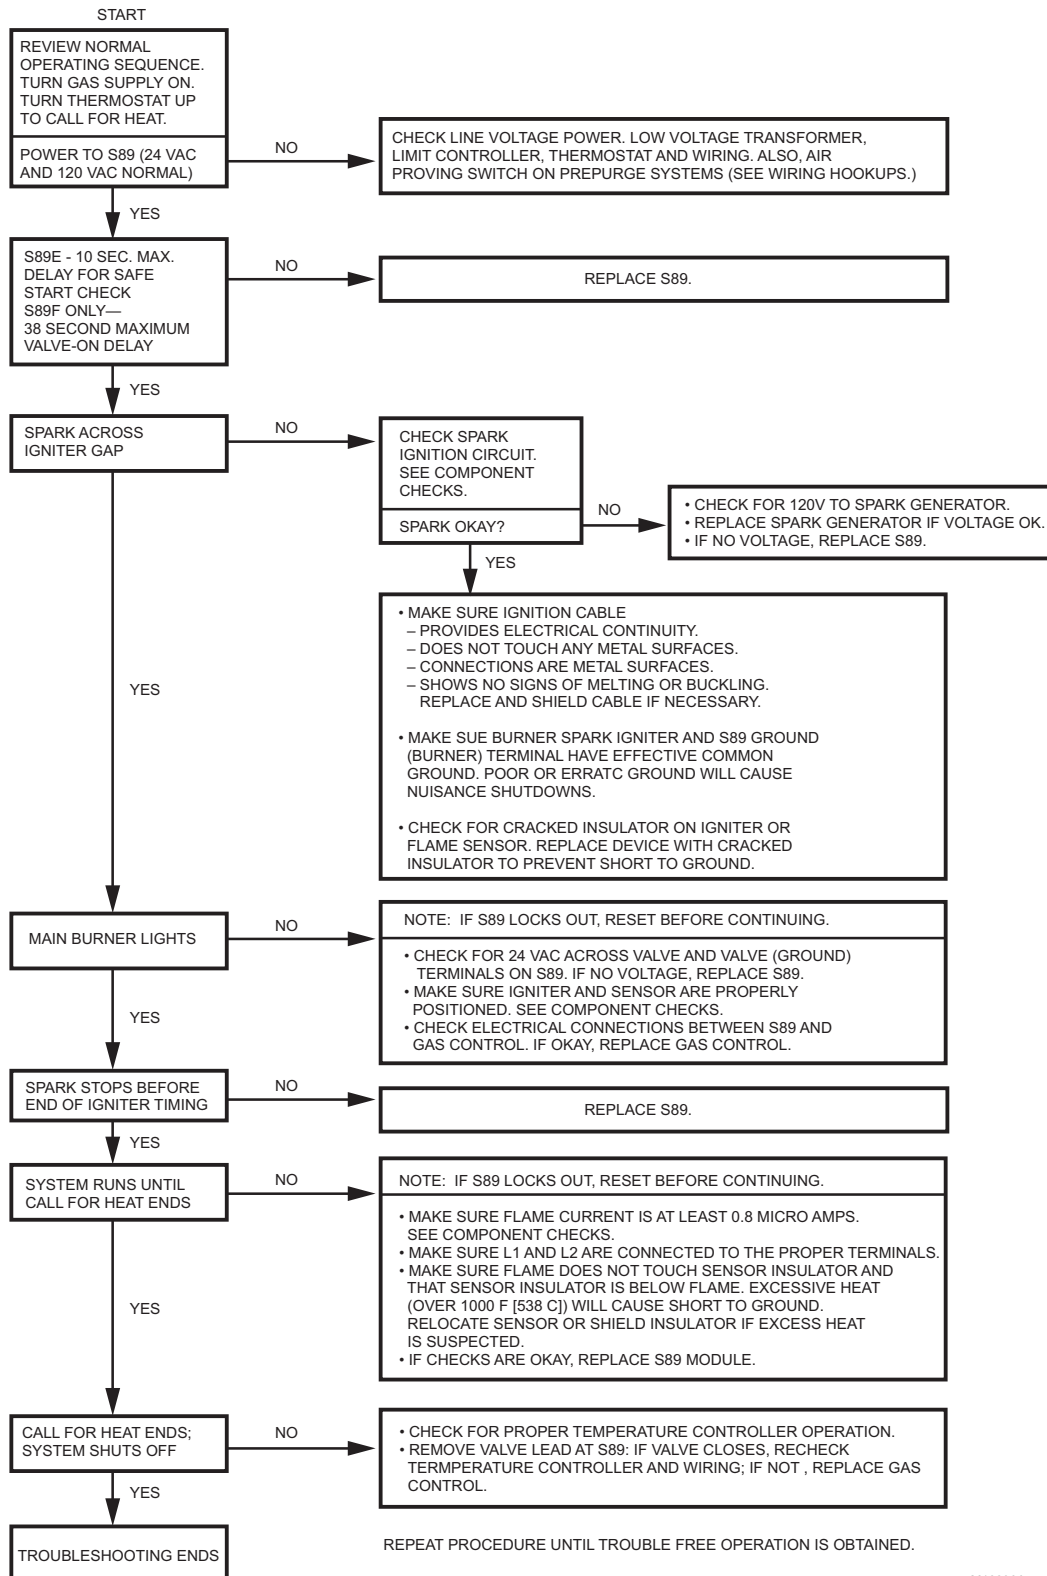 START
REVIEW NORMAL
OPERATING SEQUENCE.
TURN GAS SUPPLY ON.
TURN THERMOSTAT UP
TO CALL FOR HEAT.
POWER TO S89 (24 VAC
AND 120 VAC NORMAL)
NO
CHECK LINE VOLTAGE POWER. LOW VOLTAGE TRANSFORMER,
LIMIT CONTROLLER, THERMOSTAT AND WIRING. ALSO, AIR
PROVING SWITCH ON PREPURGE SYSTEMS (SEE WIRING HOOKUPS.)
YES
S89E - 10 SEC. MAX.
DELAY FOR SAFE
START CHECK
S89F ONLY—
38 SECOND MAXIMUM
VALVE-ON DELAY
NO
REPLACE S89.
YES
SPARK ACROSS
IGNITER GAP
NO
CHECK SPARK
IGNITION CIRCUIT.
SEE COMPONENT
CHECKS.
SPARK OKAY?
NO
• CHECK FOR 120V TO SPARK GENERATOR.
• REPLACE SPARK GENERATOR IF VOLTAGE OK.
• IF NO VOLTAGE, REPLACE S89.
YES
• MAKE SURE IGNITION CABLE
– PROVIDES ELECTRICAL CONTINUITY.
– DOES NOT TOUCH ANY METAL SURFACES.
– CONNECTIONS ARE METAL SURFACES.
– SHOWS NO SIGNS OF MELTING OR BUCKLING.
REPLACE AND SHIELD CABLE IF NECESSARY.
• MAKE SUE BURNER SPARK IGNITER AND S89 GROUND
(BURNER) TERMINAL HAVE EFFECTIVE COMMON
GROUND. POOR OR ERRATC GROUND WILL CAUSE
NUISANCE SHUTDOWNS.
• CHECK FOR CRACKED INSULATOR ON IGNITER OR
FLAME SENSOR. REPLACE DEVICE WITH CRACKED
INSULATOR TO PREVENT SHORT TO GROUND.
YES
MAIN BURNER LIGHTS
NO
NOTE: IF S89 LOCKS OUT, RESET BEFORE CONTINUING.
• CHECK FOR 24 VAC ACROSS VALVE AND VALVE (GROUND)
TERMINALS ON S89. IF NO VOLTAGE, REPLACE S89.
• MAKE SURE IGNITER AND SENSOR ARE PROPERLY
POSITIONED. SEE COMPONENT CHECKS.
• CHECK ELECTRICAL CONNECTIONS BETWEEN S89 AND
GAS CONTROL. IF OKAY, REPLACE GAS CONTROL.
YES
SPARK STOPS BEFORE
END OF IGNITER TIMING
NO
REPLACE S89.
YES
SYSTEM RUNS UNTIL
CALL FOR HEAT ENDS
NO
NOTE: IF S89 LOCKS OUT, RESET BEFORE CONTINUING.
• MAKE SURE FLAME CURRENT IS AT LEAST 0.8 MICRO AMPS.
SEE COMPONENT CHECKS.
• MAKE SURE L1 AND L2 ARE CONNECTED TO THE PROPER TERMINALS.
• MAKE SURE FLAME DOES NOT TOUCH SENSOR INSULATOR AND
THAT SENSOR INSULATOR IS BELOW FLAME. EXCESSIVE HEAT
(OVER 1000 F [538 C]) WILL CAUSE SHORT TO GROUND.
RELOCATE SENSOR OR SHIELD INSULATOR IF EXCESS HEAT
IS SUSPECTED.
• IF CHECKS ARE OKAY, REPLACE S89 MODULE.
YES
CALL FOR HEAT ENDS;
SYSTEM SHUTS OFF
NO
• CHECK FOR PROPER TEMPERATURE CONTROLLER OPERATION.
• REMOVE VALVE LEAD AT S89: IF VALVE CLOSES, RECHECK
TERMPERATURE CONTROLLER AND WIRING; IF NOT , REPLACE GAS
CONTROL.
YES
TROUBLESHOOTING ENDS
REPEAT PROCEDURE UNTIL TROUBLE FREE OPERATION IS OBTAINED.